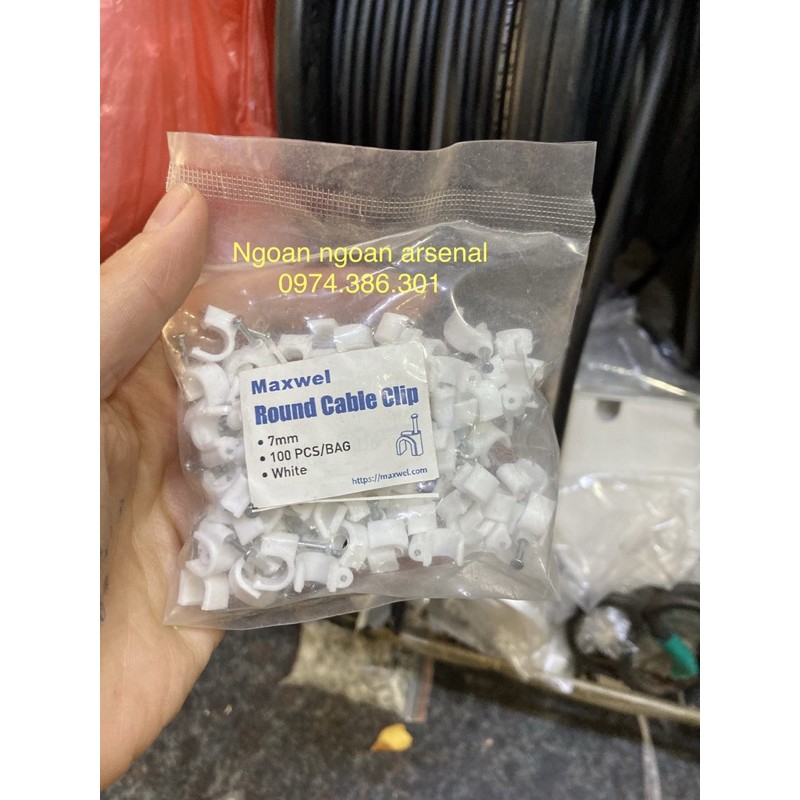 Ngoan ngoan arsenal
0974.386.301
Maxwel
Round Cable Clip
• 7mm
• 100 PCS/BAG
• White
https://maxwel.com